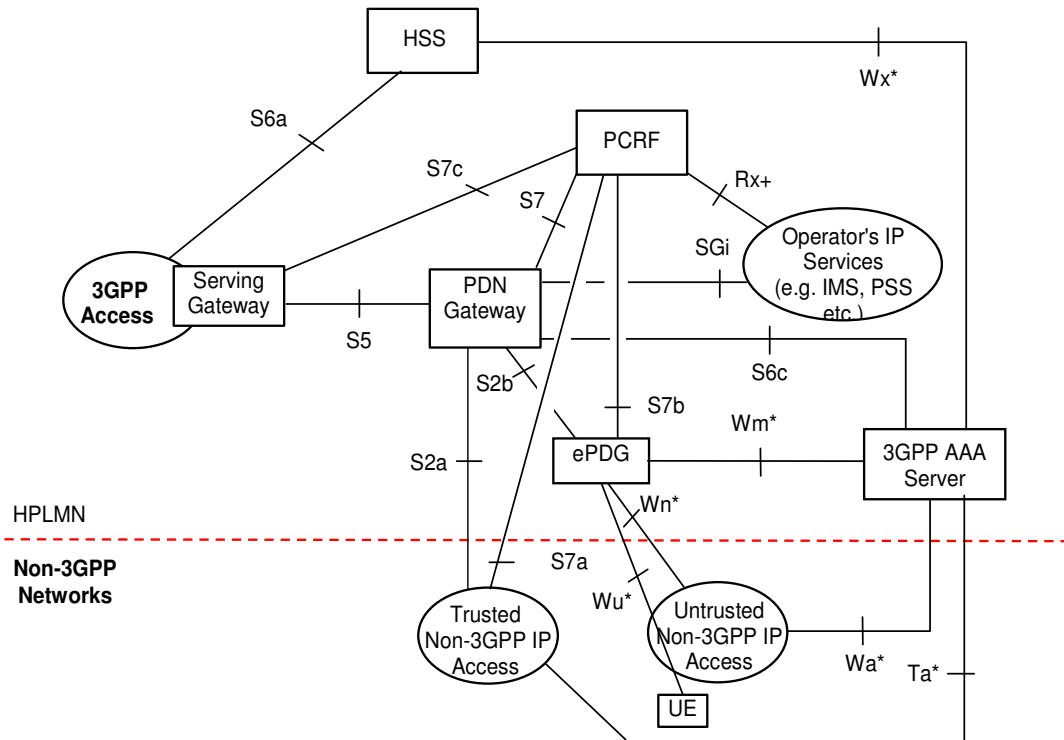 HSS
Wx*
S6a
PCRF
S7c
Rx+
S7
SGi
Operator's IP
Services
(e.g. IMS, PSS
etc.)
3GPP
Access
Serving
Gateway
PDN
Gateway
S5
S6c
S2b
S7b
Wm*
S2a
ePDG
3GPP AAA
Server
Wn*
HPLMN
Non-3GPP
Networks
S7a
Wu*
Trusted
Non-3GPP IP
Access
Untrusted
Non-3GPP IP
Access
Wa*
Ta*
UE